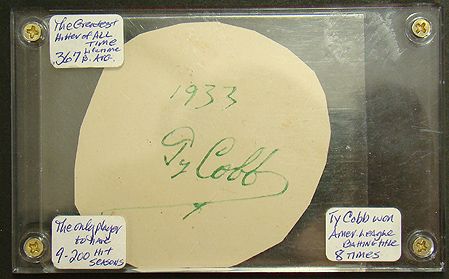 The Greatest
Hitter of ALL
TIME
Lifetime
.367 B. AVG.
1933
Ty Cobb
The only player
to have
9-200 Hit
SEASONS
Ty Cobb won
Amer. League
Batting title
8 Times